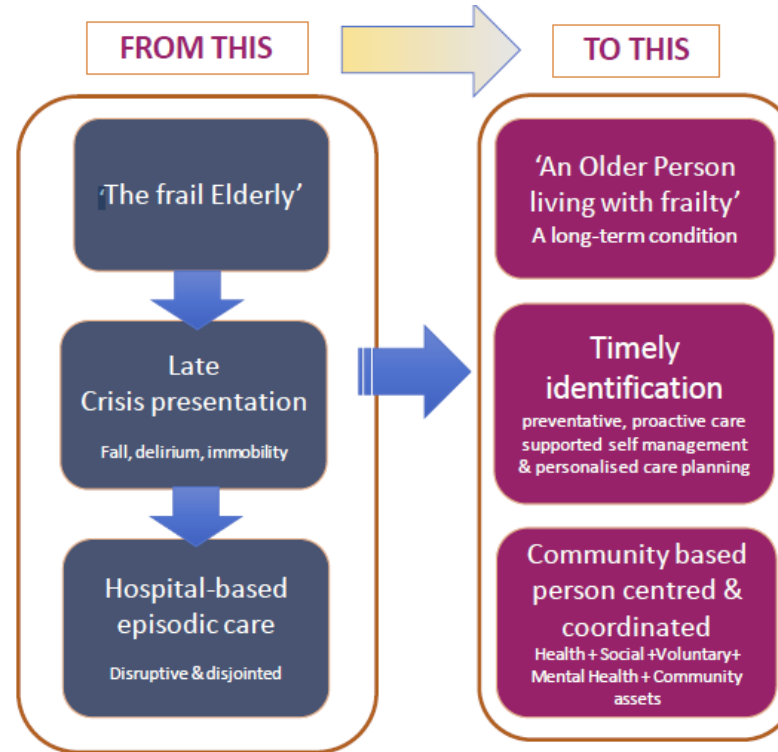 FROM THIS
TO THIS
‘The frail Elderly’
Late
Crisis presentation
Fall, delirium, immobility
Hospital-based
episodic care
Disruptive & disjointed
‘An Older Person
living with frailty’
A long-term condition
Timely
identification
preventative, proactive care
supported self management
& personalised care planning
Community based
person centred &
coordinated
Health + Social +Voluntary+
Mental Health + Community
assets